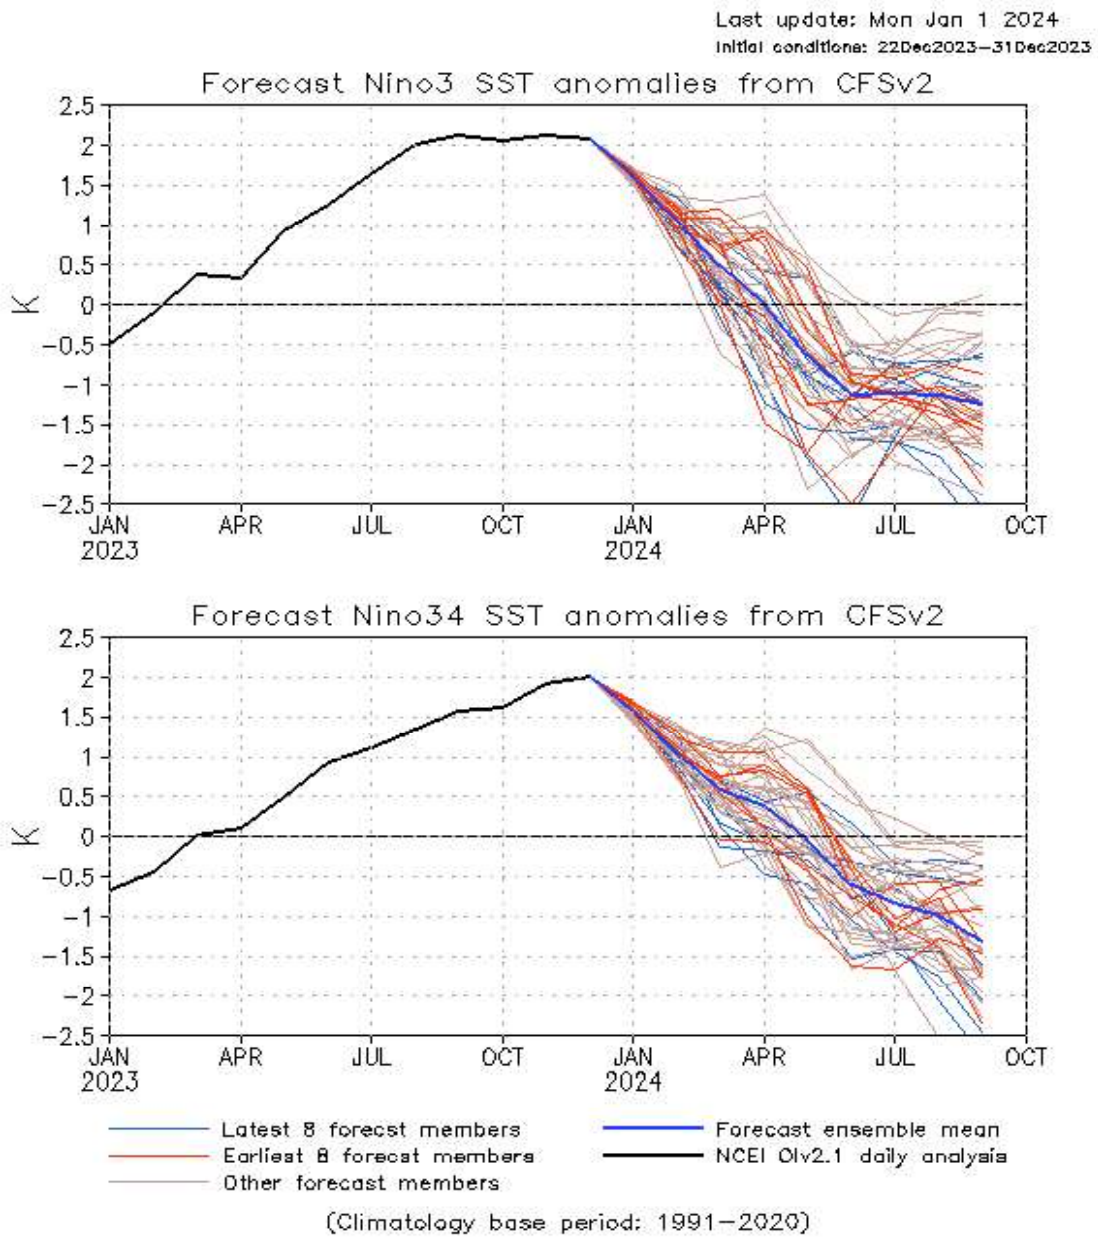 Last update: Mon Jan 1 2024
Initial conditions: 22Dec2023–31Dec2023
Forecast Nino3 SST anomalies from CFSv2
2.5
2
1.5
1
0.5
0
−0.5
−1
−1.5
−2
−2.5
K
JAN APR JUL OCT JAN APR JUL OCT
2023 2024
Forecast Nino34 SST anomalies from CFSv2
2.5
2
1.5
1
0.5
0
−0.5
−1
−1.5
−2
−2.5
K
JAN APR JUL OCT JAN APR JUL OCT
2023 2024
Latest 8 forecst members
Earliest 8 forecst members
Other forecast members
Forecast ensemble mean
NCEI OIv2.1 daily analysis
(Climatology base period: 1991−2020)